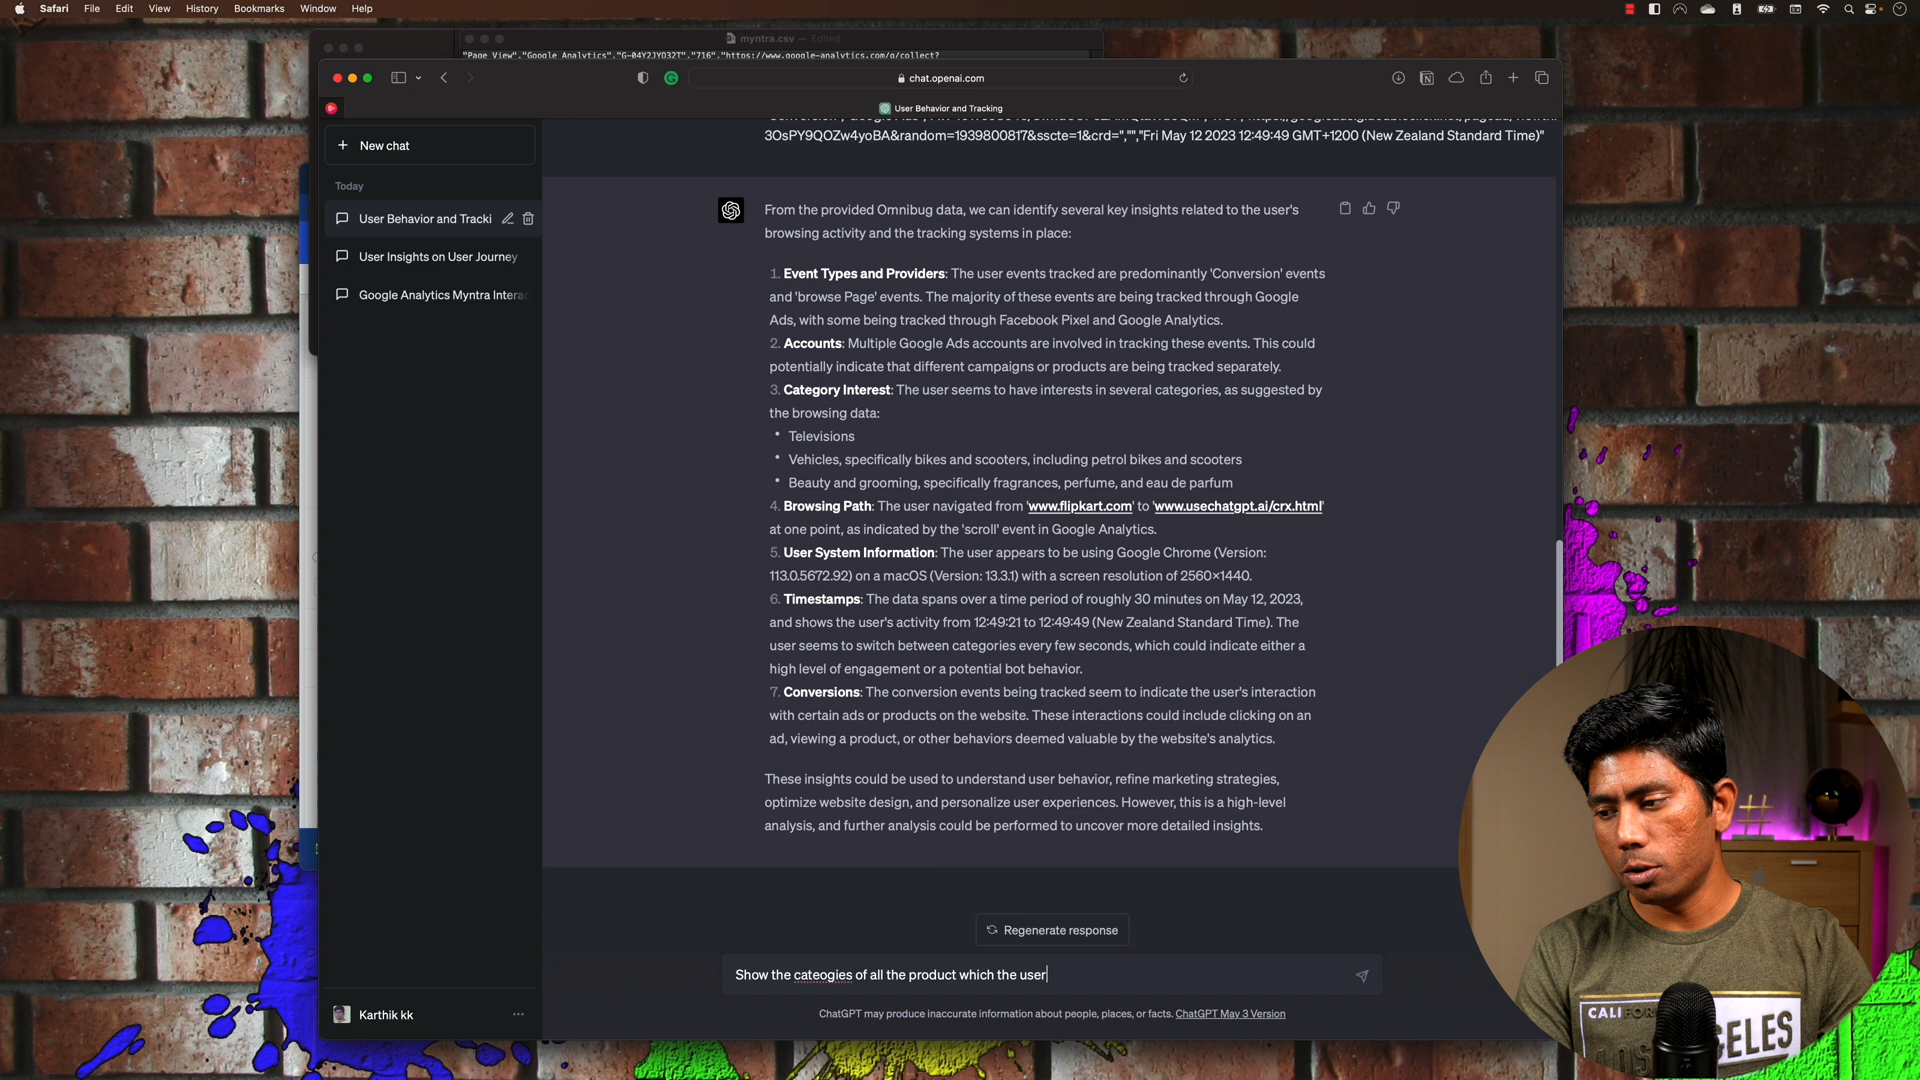 Safari File Edit View History Bookmarks Window Help
myntra.csv — Edited
"Page View","Google Analytics","G-04Y2JYO32T","716","https://www.google-analytics.com/g/collect?
chat.openai.com
User Behavior and Tracking
New chat
Today
User Behavior and Tracki
User Insights on User Journey
Google Analytics Myntra Interac
3OsPY9QOZw4yoBA&random=1939800817&sscte=1&crd=","","Fri May 12 2023 12:49:49 GMT+1200 (New Zealand Standard Time)"
From the provided Omnibug data, we can identify several key insights related to the user's
browsing activity and the tracking systems in place:
1. Event Types and Providers: The user events tracked are predominantly 'Conversion' events
and 'browse Page' events. The majority of these events are being tracked through Google
Ads, with some being tracked through Facebook Pixel and Google Analytics.
2. Accounts: Multiple Google Ads accounts are involved in tracking these events. This could
potentially indicate that different campaigns or products are being tracked separately.
3. Category Interest: The user seems to have interests in several categories, as suggested by
the browsing data:
• Televisions
• Vehicles, specifically bikes and scooters, including petrol bikes and scooters
• Beauty and grooming, specifically fragrances, perfume, and eau de parfum
4. Browsing Path: The user navigated from 'www.flipkart.com' to 'www.usechatgpt.ai/crx.html'
at one point, as indicated by the 'scroll' event in Google Analytics.
5. User System Information: The user appears to be using Google Chrome (Version:
113.0.5672.92) on a macOS (Version: 13.3.1) with a screen resolution of 2560×1440.
6. Timestamps: The data spans over a time period of roughly 30 minutes on May 12, 2023,
and shows the user's activity from 12:49:21 to 12:49:49 (New Zealand Standard Time). The
user seems to switch between categories every few seconds, which could indicate either a
high level of engagement or a potential bot behavior.
7. Conversions: The conversion events being tracked seem to indicate the user's interaction
with certain ads or products on the website. These interactions could include clicking on an
ad, viewing a product, or other behaviors deemed valuable by the website's analytics.
These insights could be used to understand user behavior, refine marketing strategies,
optimize website design, and personalize user experiences. However, this is a high-level
analysis, and further analysis could be performed to uncover more detailed insights.
Regenerate response
Show the cateogies of all the product which the user
ChatGPT may produce inaccurate information about people, places, or facts. ChatGPT May 3 Version
Karthik kk
CALI